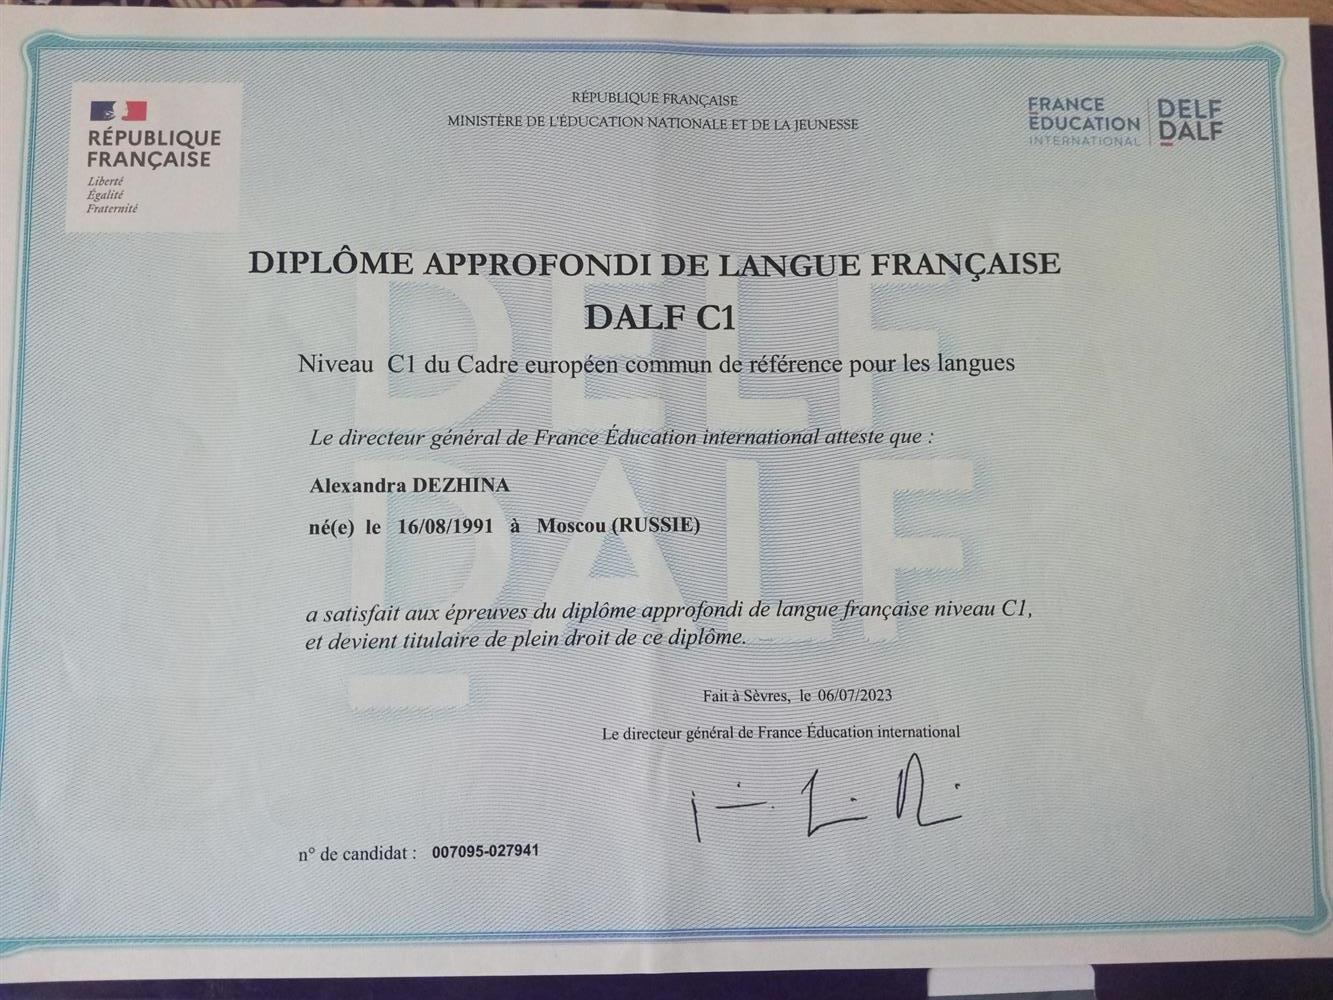 RÉPUBLIQUE
FRANÇAISE
Liberté
Égalité
Fraternité
RÉPUBLIQUE FRANÇAISE
MINISTÈRE DE L'ÉDUCATION NATIONALE ET DE LA JEUNESSE
FRANCE
ÉDUCATION
INTERNATIONAL
DELF
DALF
DIPLÔME APPROFONDI DE LANGUE FRANÇAISE
DALF C1
Niveau C1 du Cadre européen commun de référence pour les langues
Le directeur général de France Éducation international atteste que :
Alexandra DEZHINA
né(e) le 16/08/1991 à Moscou (RUSSIE)
a satisfait aux épreuves du diplôme approfondi de langue française niveau C1,
et devient titulaire de plein droit de ce diplôme.
Fait à Sèvres, le 06/07/2023
Le directeur général de France Éducation international
n° de candidat : 007095-027941
DELF
DALF